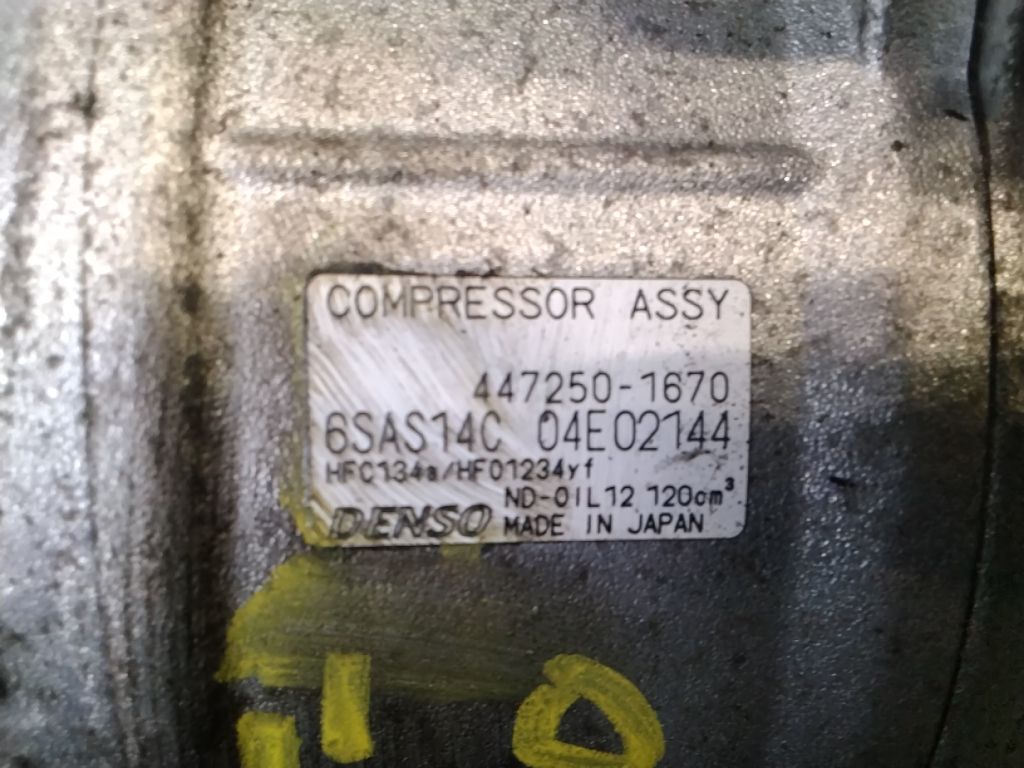 COMPRESSOR ASSY
447250-1670
6SAS14C 04E02144
HFC134a/HFO1234yf
ND-OIL12 120cm³
DENSO MADE IN JAPAN